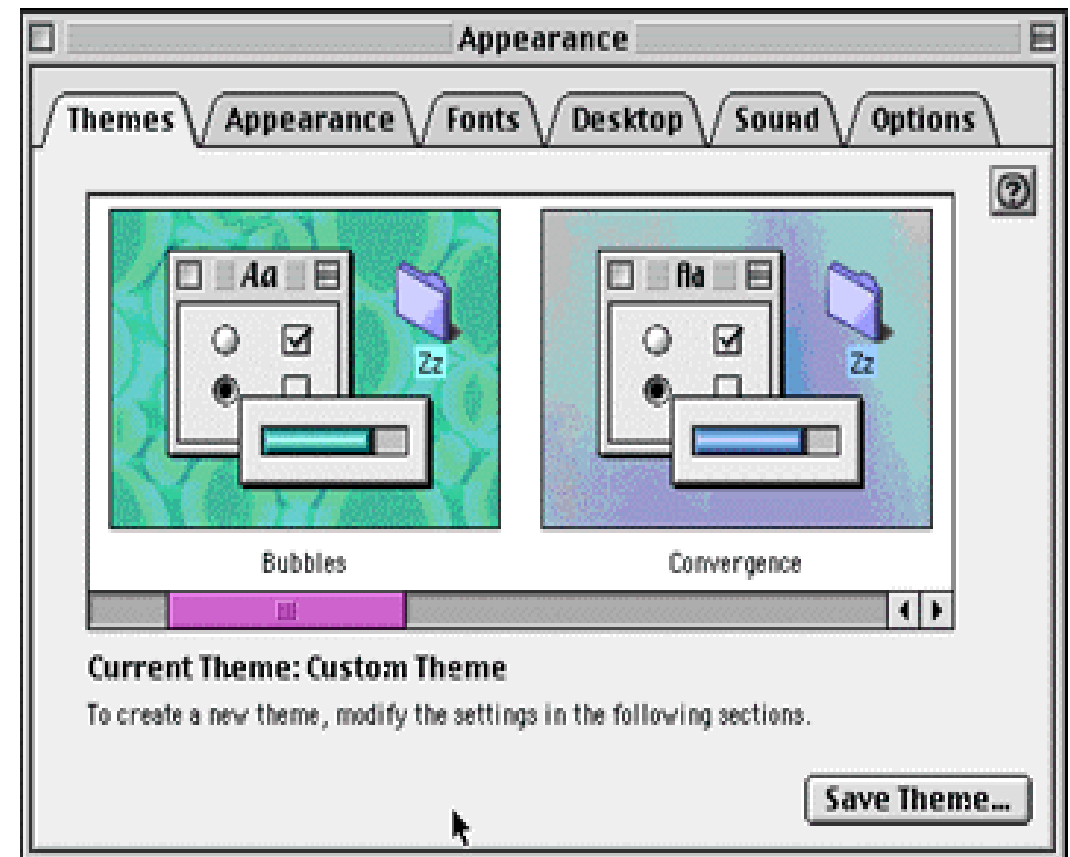 Appearance
Themes Appearance Fonts Desktop Sound Options
?
Aa Aa
Zz Zz
Bubbles Convergence
Current Theme: Custom Theme
To create a new theme, modify the settings in the following sections.
Save Theme...